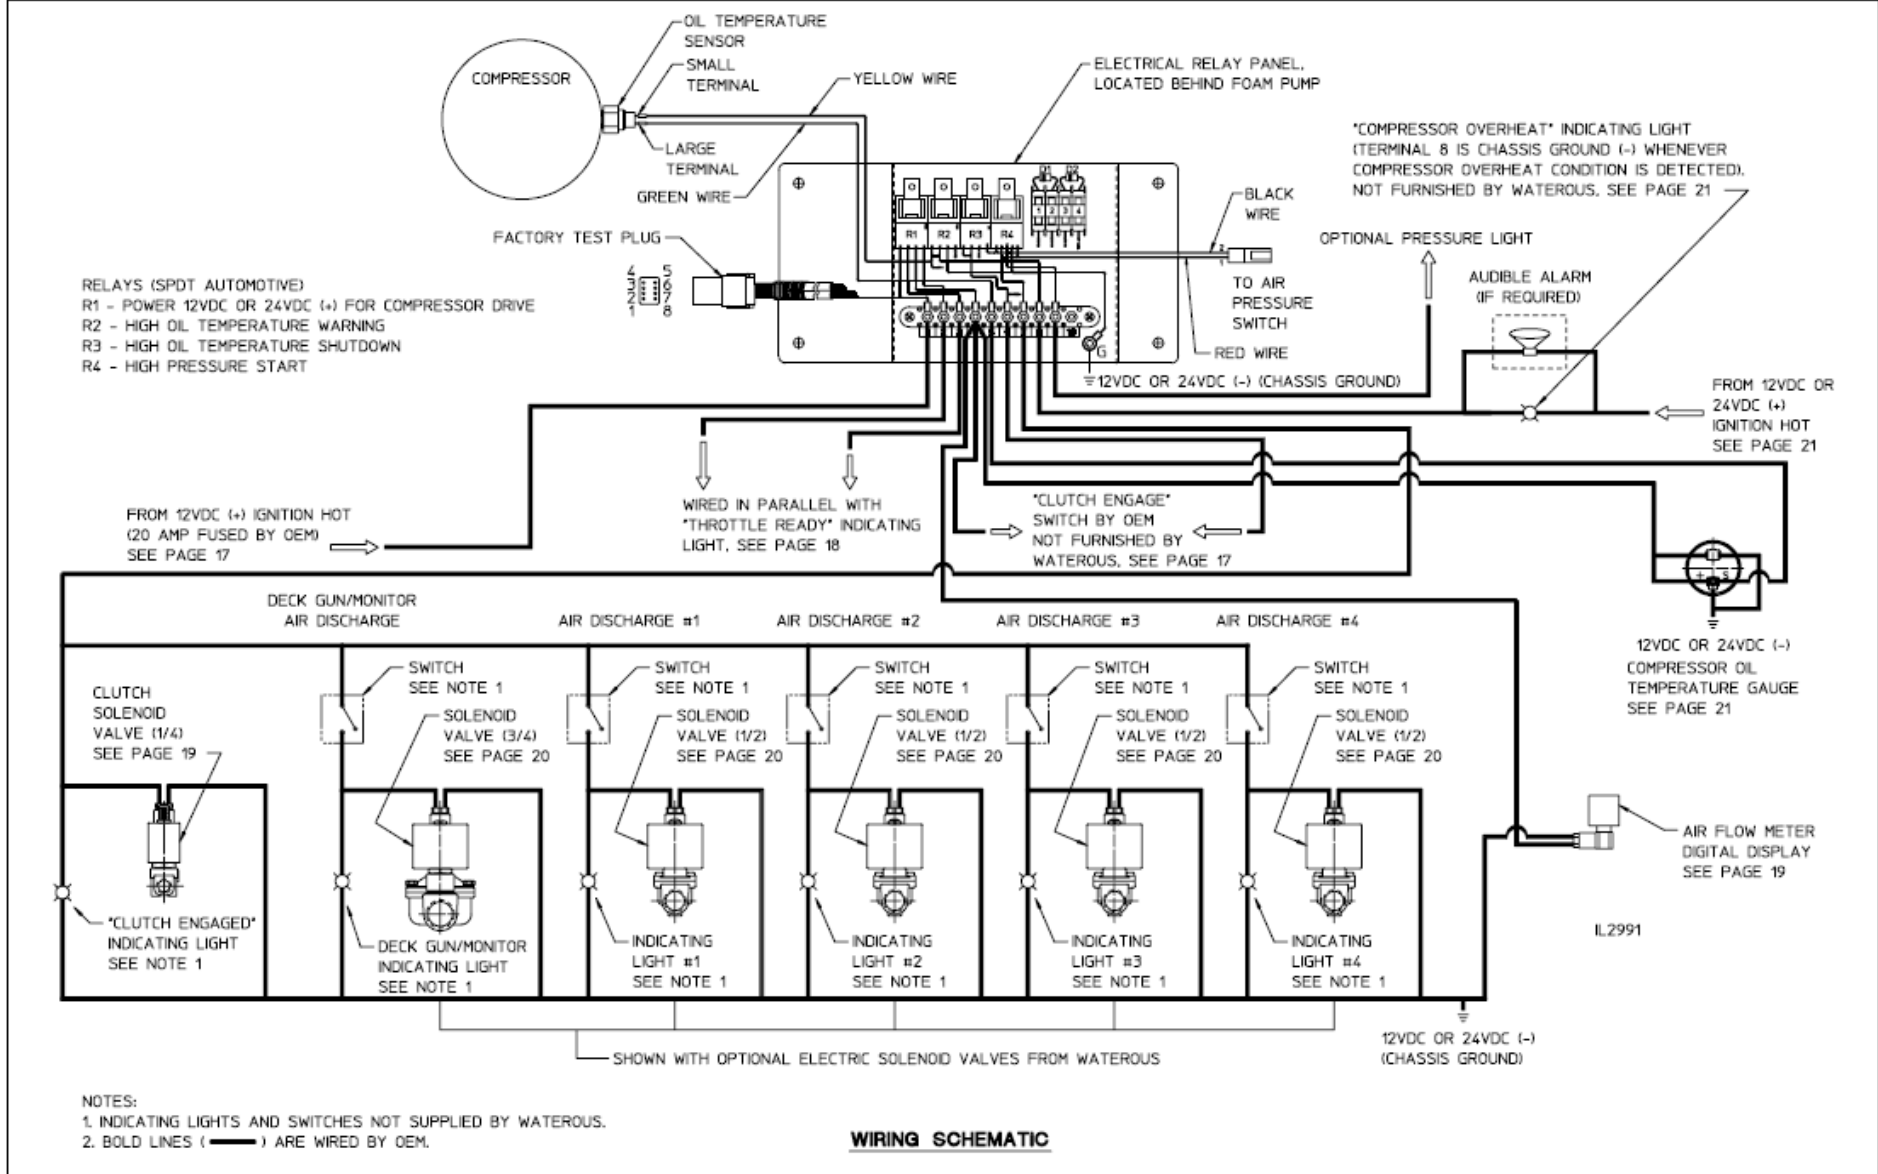 OIL TEMPERATURE
SENSOR
COMPRESSOR
SMALL
TERMINAL
YELLOW WIRE
ELECTRICAL RELAY PANEL,
LOCATED BEHIND FOAM PUMP
LARGE
TERMINAL
GREEN WIRE
"COMPRESSOR OVERHEAT" INDICATING LIGHT
(TERMINAL 8 IS CHASSIS GROUND (-) WHENEVER
COMPRESSOR OVERHEAT CONDITION IS DETECTED).
NOT FURNISHED BY WATEROUS, SEE PAGE 21
D1 D2
1 2 3 4
R1 R2 R3 R4
BLACK
WIRE
2
1
FACTORY TEST PLUG
4 5
3 6
2 7
1 8
OPTIONAL PRESSURE LIGHT
AUDIBLE ALARM
(IF REQUIRED)
TO AIR
PRESSURE
SWITCH
RED WIRE
RELAYS (SPDT AUTOMOTIVE)
R1 - POWER 12VDC OR 24VDC (+) FOR COMPRESSOR DRIVE
R2 - HIGH OIL TEMPERATURE WARNING
R3 - HIGH OIL TEMPERATURE SHUTDOWN
R4 - HIGH PRESSURE START
G
12VDC OR 24VDC (-) (CHASSIS GROUND)
FROM 12VDC OR
24VDC (+)
IGNITION HOT
SEE PAGE 21
FROM 12VDC (+) IGNITION HOT
(20 AMP FUSED BY OEM)
SEE PAGE 17
WIRED IN PARALLEL WITH
"THROTTLE READY" INDICATING
LIGHT, SEE PAGE 18
"CLUTCH ENGAGE"
SWITCH BY OEM
NOT FURNISHED BY
WATEROUS, SEE PAGE 17
+ S
12VDC OR 24VDC (-)
COMPRESSOR OIL
TEMPERATURE GAUGE
SEE PAGE 21
DECK GUN/MONITOR
AIR DISCHARGE
AIR DISCHARGE #1
AIR DISCHARGE #2
AIR DISCHARGE #3
AIR DISCHARGE #4
CLUTCH
SOLENOID
VALVE (1/4)
SEE PAGE 19
SWITCH
SEE NOTE 1
SOLENOID
VALVE (3/4)
SEE PAGE 20
SWITCH
SEE NOTE 1
SOLENOID
VALVE (1/2)
SEE PAGE 20
SWITCH
SEE NOTE 1
SOLENOID
VALVE (1/2)
SEE PAGE 20
SWITCH
SEE NOTE 1
SOLENOID
VALVE (1/2)
SEE PAGE 20
SWITCH
SEE NOTE 1
SOLENOID
VALVE (1/2)
SEE PAGE 20
AIR FLOW METER
DIGITAL DISPLAY
SEE PAGE 19
"CLUTCH ENGAGED"
INDICATING LIGHT
SEE NOTE 1
DECK GUN/MONITOR
INDICATING LIGHT
SEE NOTE 1
INDICATING
LIGHT #1
SEE NOTE 1
INDICATING
LIGHT #2
SEE NOTE 1
INDICATING
LIGHT #3
SEE NOTE 1
INDICATING
LIGHT #4
SEE NOTE 1
IL2991
12VDC OR 24VDC (-)
(CHASSIS GROUND)
SHOWN WITH OPTIONAL ELECTRIC SOLENOID VALVES FROM WATEROUS
NOTES:
1. INDICATING LIGHTS AND SWITCHES NOT SUPPLIED BY WATEROUS.
2. BOLD LINES ( ) ARE WIRED BY OEM.
WIRING SCHEMATIC